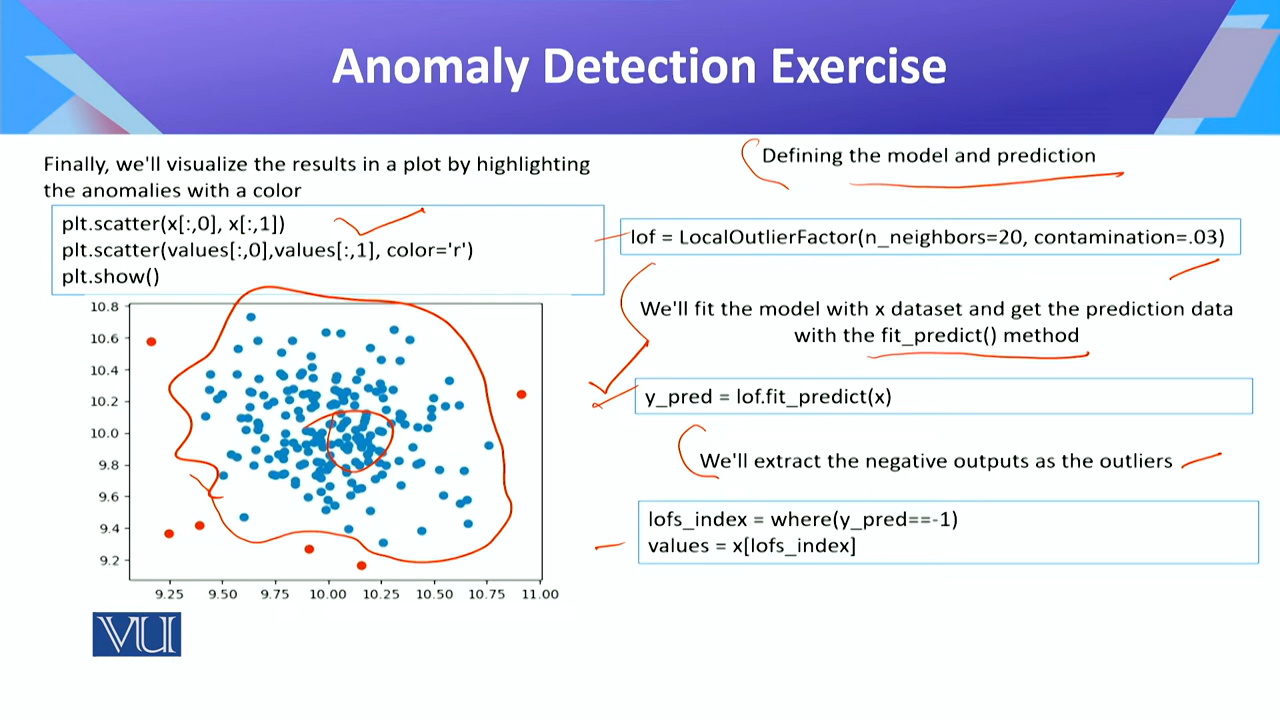 Anomaly Detection Exercise
Finally, we'll visualize the results in a plot by highlighting
the anomalies with a color
plt.scatter(x[:,0], x[:,1])
plt.scatter(values[:,0],values[:,1], color='r')
plt.show()
10.8
10.6
10.4
10.2
10.0
9.8
9.6
9.4
9.2
9.25 9.50 9.75 10.00 10.25 10.50 10.75 11.00
VU
Defining the model and prediction
lof = LocalOutlierFactor(n_neighbors=20, contamination=.03)
We'll fit the model with x dataset and get the prediction data
with the fit_predict() method
y_pred = lof.fit_predict(x)
We'll extract the negative outputs as the outliers
lofs_index = where(y_pred==-1)
values = x[lofs_index]